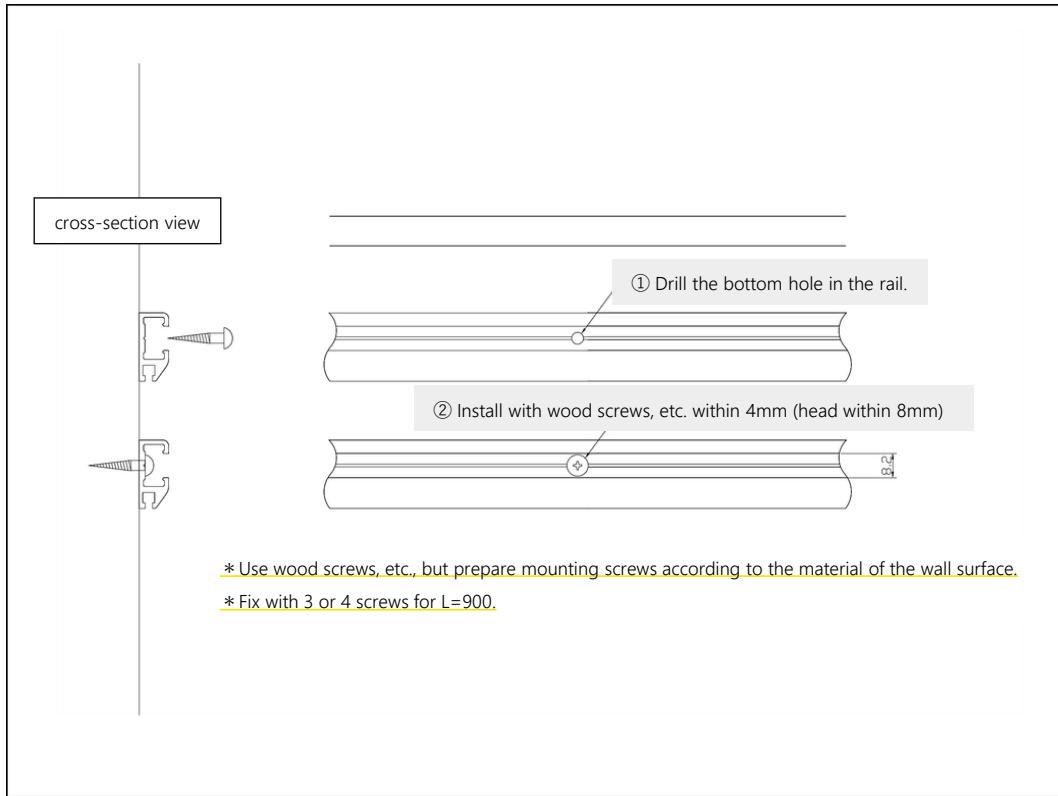 cross-section view
① Drill the bottom hole in the rail.
② Install with wood screws, etc. within 4mm (head within 8mm)
8.2
＊Use wood screws, etc., but prepare mounting screws according to the material of the wall surface.
＊Fix with 3 or 4 screws for L=900.